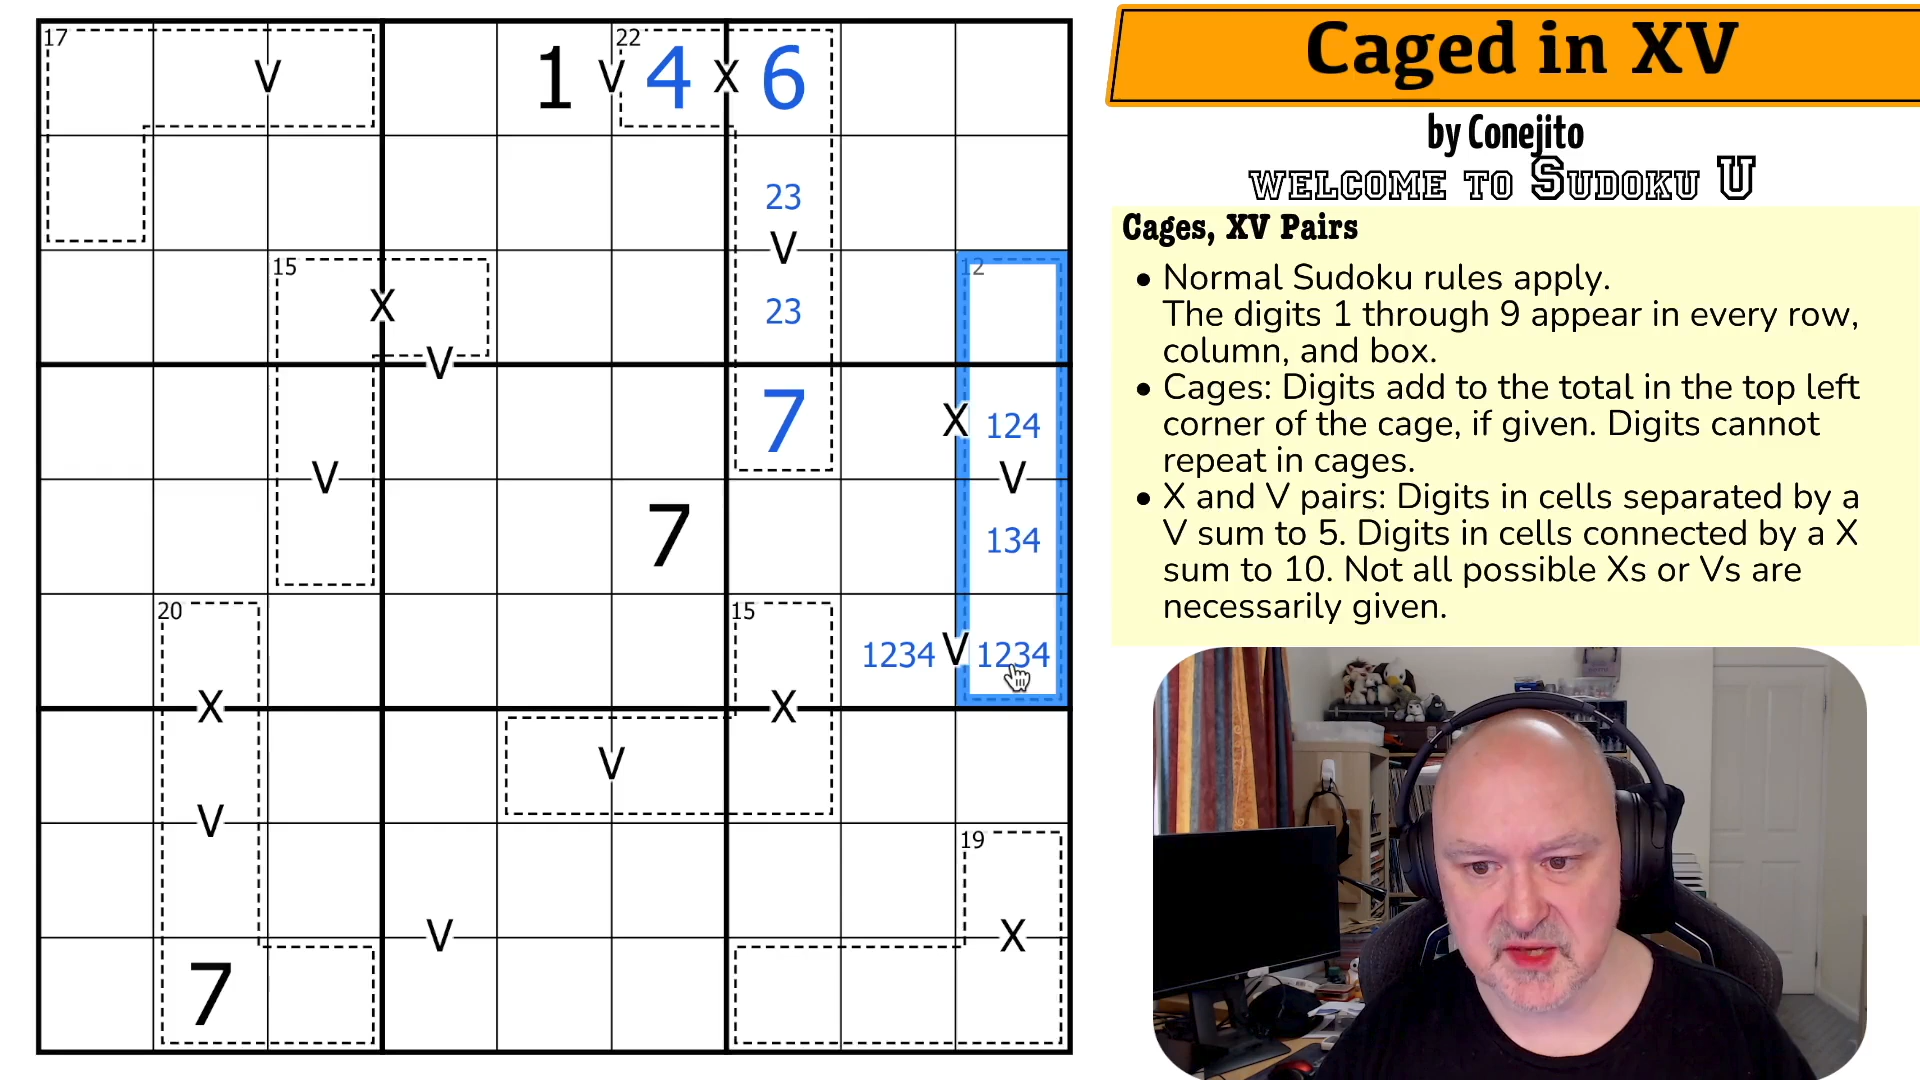 17
V
1
V
22
4
X
6
23
V
15
X
23
12
V
7
X
124
V
V
7
134
20
15
1234
V
1234
X
X
V
V
19
V
X
7
Caged in XV
by Conejito
WELCOME TO SUDOKU U
Cages, XV Pairs
• Normal Sudoku rules apply.
The digits 1 through 9 appear in every row,
column, and box.
• Cages: Digits add to the total in the top left
corner of the cage, if given. Digits cannot
repeat in cages.
• X and V pairs: Digits in cells separated by a
V sum to 5. Digits in cells connected by a X
sum to 10. Not all possible Xs or Vs are
necessarily given.